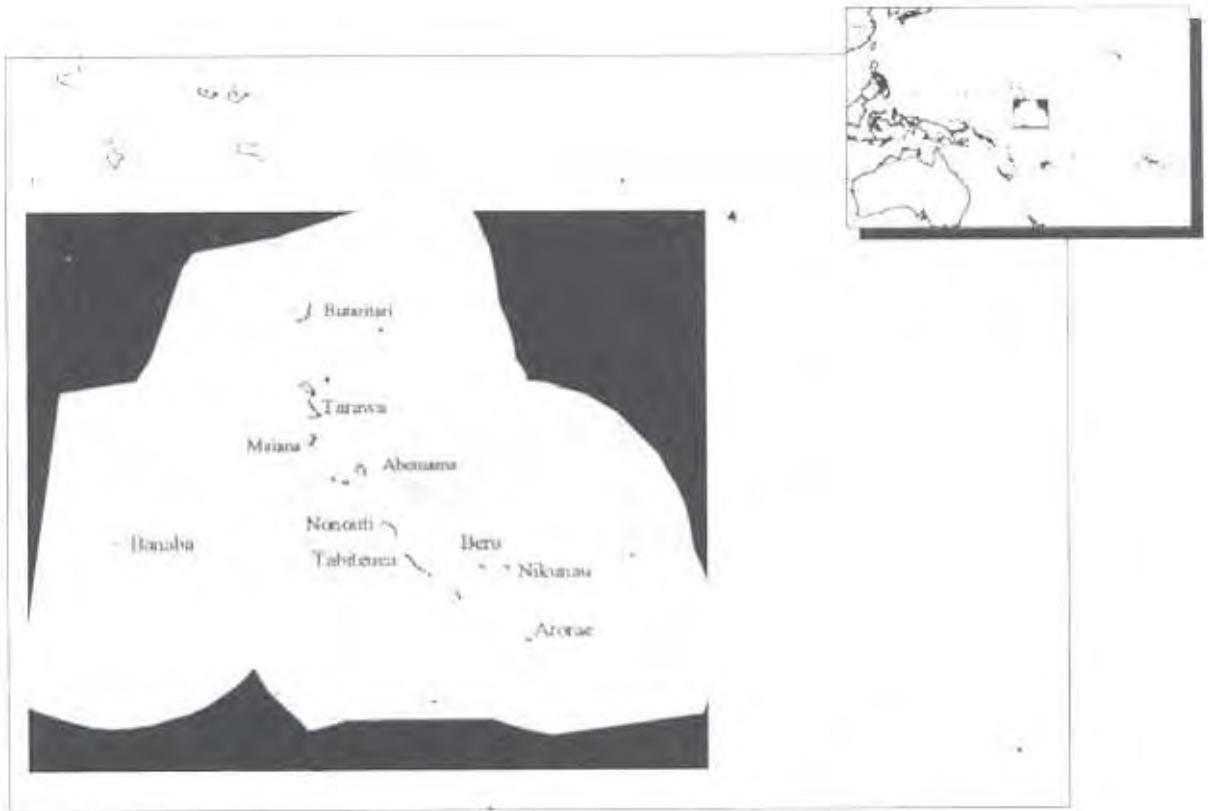 Butaritari
Tarawa
Maiana
Abemama
Nonouti
Beru
Banaba
Tabiteuea
Nikunau
Arorae